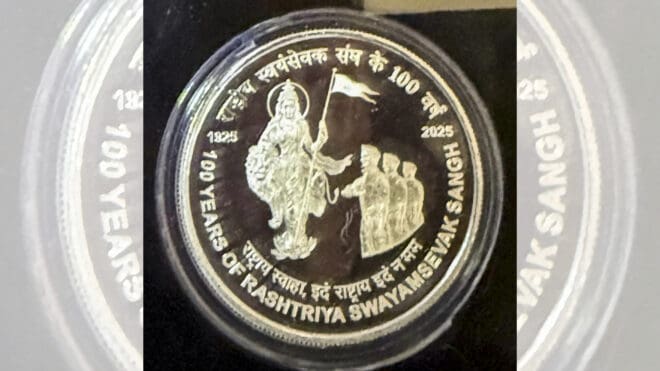 राष्ट्रीय स्वयंसेवक संघ के 100 वर्ष
1925
2025
राष्ट्राय स्वाहा, इदं राष्ट्राय इदं न मम
100 YEARS OF RASHTRIYA SWAYAMSEVAK SANGH